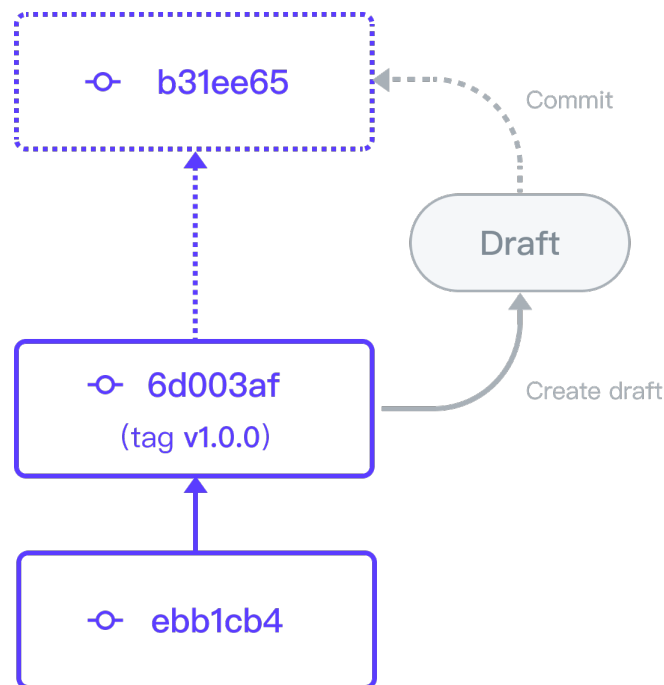 b31ee65
Commit
Draft
6d003af
(tag v1.0.0)
Create draft
ebb1cb4